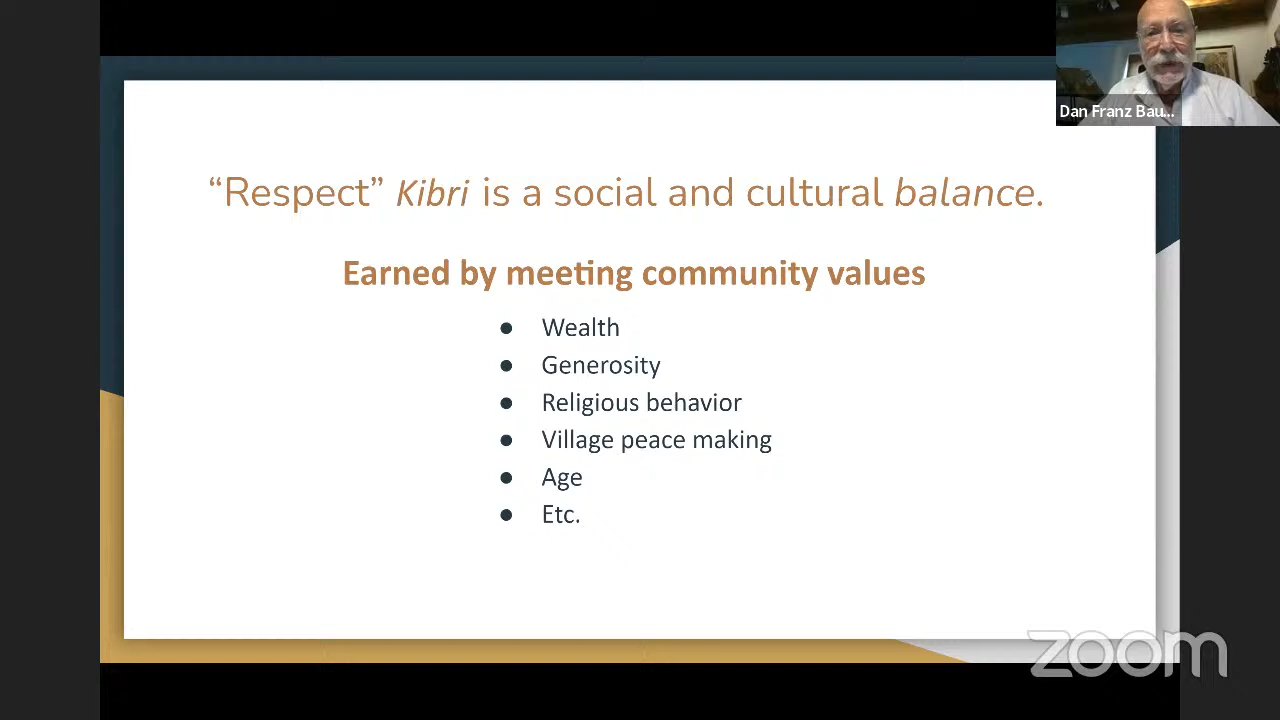 Dan Franz Bau...
“Respect” Kibri is a social and cultural balance.
Earned by meeting community values
● Wealth
● Generosity
● Religious behavior
● Village peace making
● Age
● Etc.
zoom